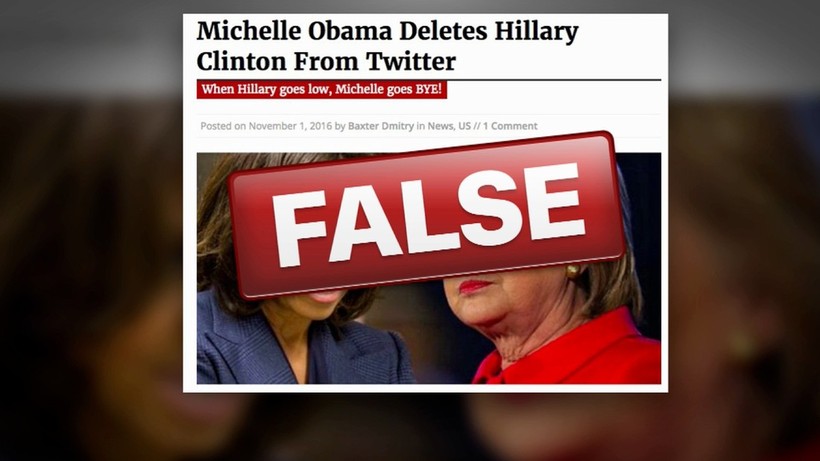 Michelle Obama Deletes Hillary
Clinton From Twitter
When Hillary goes low, Michelle goes BYE!
Posted on November 1, 2016 by Baxter Dmitry in News, US // 1 Comment
FALSE